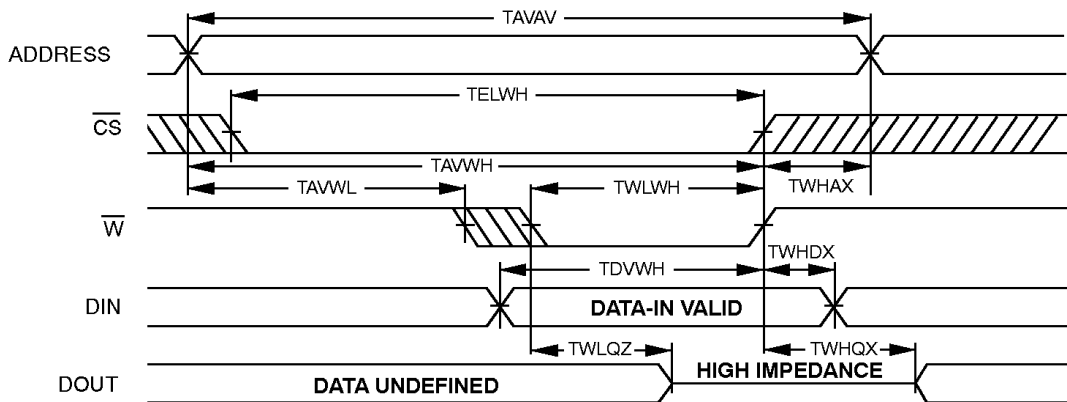 TAVAV
ADDRESS
TELWH
CS
TAVWH
TWHAX
TAVWL
TWLWH
W
TWHDX
TDVWH
DIN
DATA-IN VALID
TWLQZ
TWHQX
HIGH IMPEDANCE
DOUT
DATA UNDEFINED